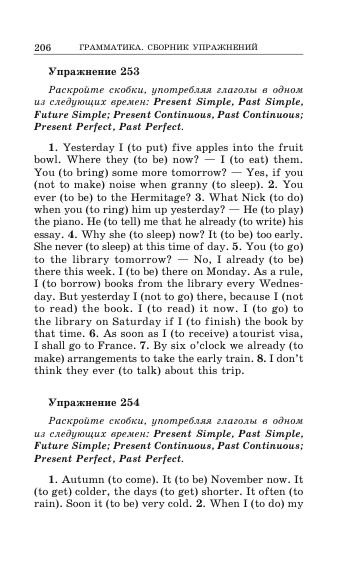 206 ГРАММАТИКА. СБОРНИК УПРАЖНЕНИЙ
Упражнение 253
Раскройте скобки, употребляя глаголы в одном
из следующих времен: Present Simple, Past Simple,
Future Simple; Present Continuous, Past Continuous;
Present Perfect, Past Perfect.
1. Yesterday I (to put) five apples into the fruit
bowl. Where they (to be) now? — I (to eat) them.
You (to bring) some more tomorrow? — Yes, if you
(not to make) noise when granny (to sleep). 2. You
ever (to be) to the Hermitage? 3. What Nick (to do)
when you (to ring) him up yesterday? — He (to play)
the piano. He (to tell) me that he already (to write) his
essay. 4. Why she (to sleep) now? It (to be) too early.
She never (to sleep) at this time of day. 5. You (to go)
to the library tomorrow? — No, I already (to be)
there this week. I (to be) there on Monday. As a rule,
I (to borrow) books from the library every Wednes-
day. But yesterday I (not to go) there, because I (not
to read) the book. I (to read) it now. I (to go) to
the library on Saturday if I (to finish) the book by
that time. 6. As soon as I (to receive) atourist visa,
I shall go to France. 7. By six o'clock we already (to
make) arrangements to take the early train. 8. I don't
think they ever (to talk) about this trip.
Упражнение 254
Раскройте скобки, употребляя глаголы в одном
из следующих времен: Present Simple, Past Simple,
Future Simple; Present Continuous, Past Continuous;
Present Perfect, Past Perfect.
1. Autumn (to come). It (to be) November now. It
(to get) colder, the days (to get) shorter. It often (to
rain). Soon it (to be) very cold. 2. When I (to do) my